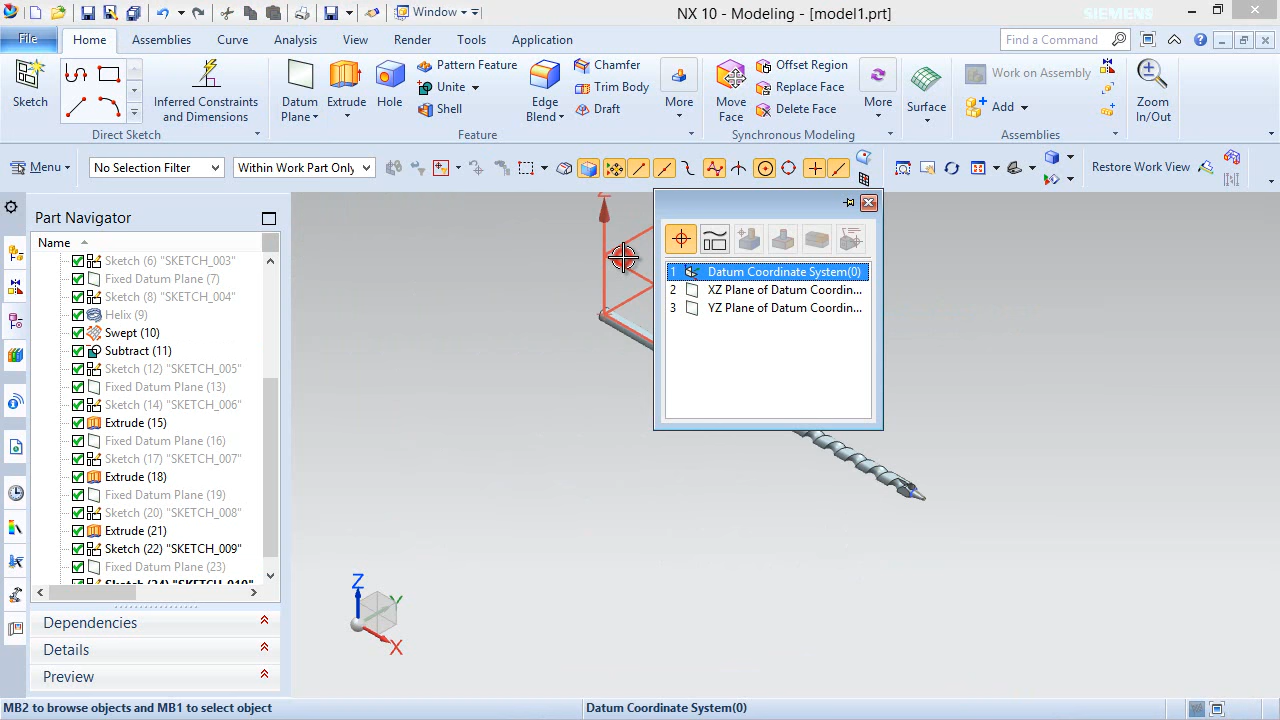 Window
NX 10 - Modeling - [model1.prt]
SIEMENS
File
Home
Assemblies
Curve
Analysis
View
Render
Tools
Application
Find a Command
Sketch
Inferred Constraints
and Dimensions
Direct Sketch
Datum
Plane
Extrude
Hole
Pattern Feature
Unite
Shell
Edge
Blend
Chamfer
Trim Body
Draft
More
Feature
Move
Face
Offset Region
Replace Face
Delete Face
More
Synchronous Modeling
Surface
Work on Assembly
Add
Assemblies
Zoom
In/Out
Menu
No Selection Filter
Within Work Part Only
Restore Work View
Part Navigator
Name
Sketch (6) "SKETCH_003"
Fixed Datum Plane (7)
Sketch (8) "SKETCH_004"
Helix (9)
Swept (10)
Subtract (11)
Sketch (12) "SKETCH_005"
Fixed Datum Plane (13)
Sketch (14) "SKETCH_006"
Extrude (15)
Fixed Datum Plane (16)
Sketch (17) "SKETCH_007"
Extrude (18)
Fixed Datum Plane (19)
Sketch (20) "SKETCH_008"
Extrude (21)
Sketch (22) "SKETCH_009"
Fixed Datum Plane (23)
Sketch (24) "SKETCH_010"
Dependencies
Details
Preview
1 Datum Coordinate System(0)
2 XZ Plane of Datum Coordin...
3 YZ Plane of Datum Coordin...
Z
Z
Y
X
MB2 to browse objects and MB1 to select object
Datum Coordinate System(0)